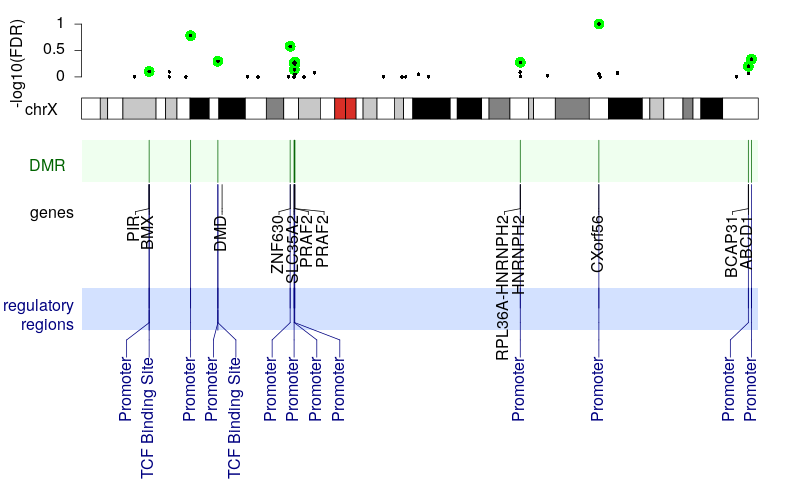 -log10(FDR)
1
0.5
0
chrX
DMR
genes
PIR
BMX
DMD
ZNF630
SLC35A2
PRAF2
PRAF2
RPL36A-HNRNPH2
HNRNPH2
CXorf56
BCAP31
ABCD1
regulatory
regions
Promoter
TCF Binding Site
Promoter
Promoter
TCF Binding Site
Promoter
Promoter
Promoter
Promoter
Promoter
Promoter
Promoter
Promoter